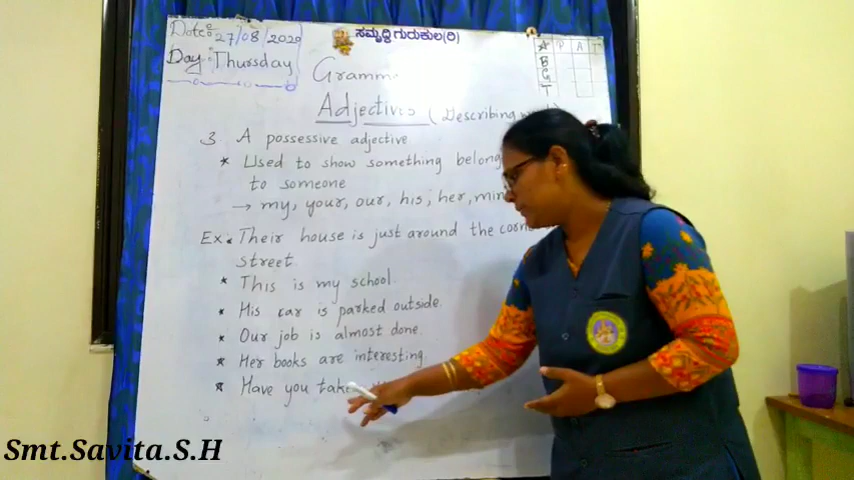 Date: 27/08/2020
Day: Thursday
ಸಮೃದ್ಧಿ ಗುರುಕುಲ(ರಿ)
A P A T
B
G
T
Gramm
Adjectives (Describing
3 A possessive adjective
* Used to show something belong
to someone
→ my, your, our, his, her, min
Ex. Their house is just around the corn
street
* This is my school.
* His car is parked outside.
* Our job is almost done.
* Her books are interesting.
* Have you take
Smt.Savita.S.H